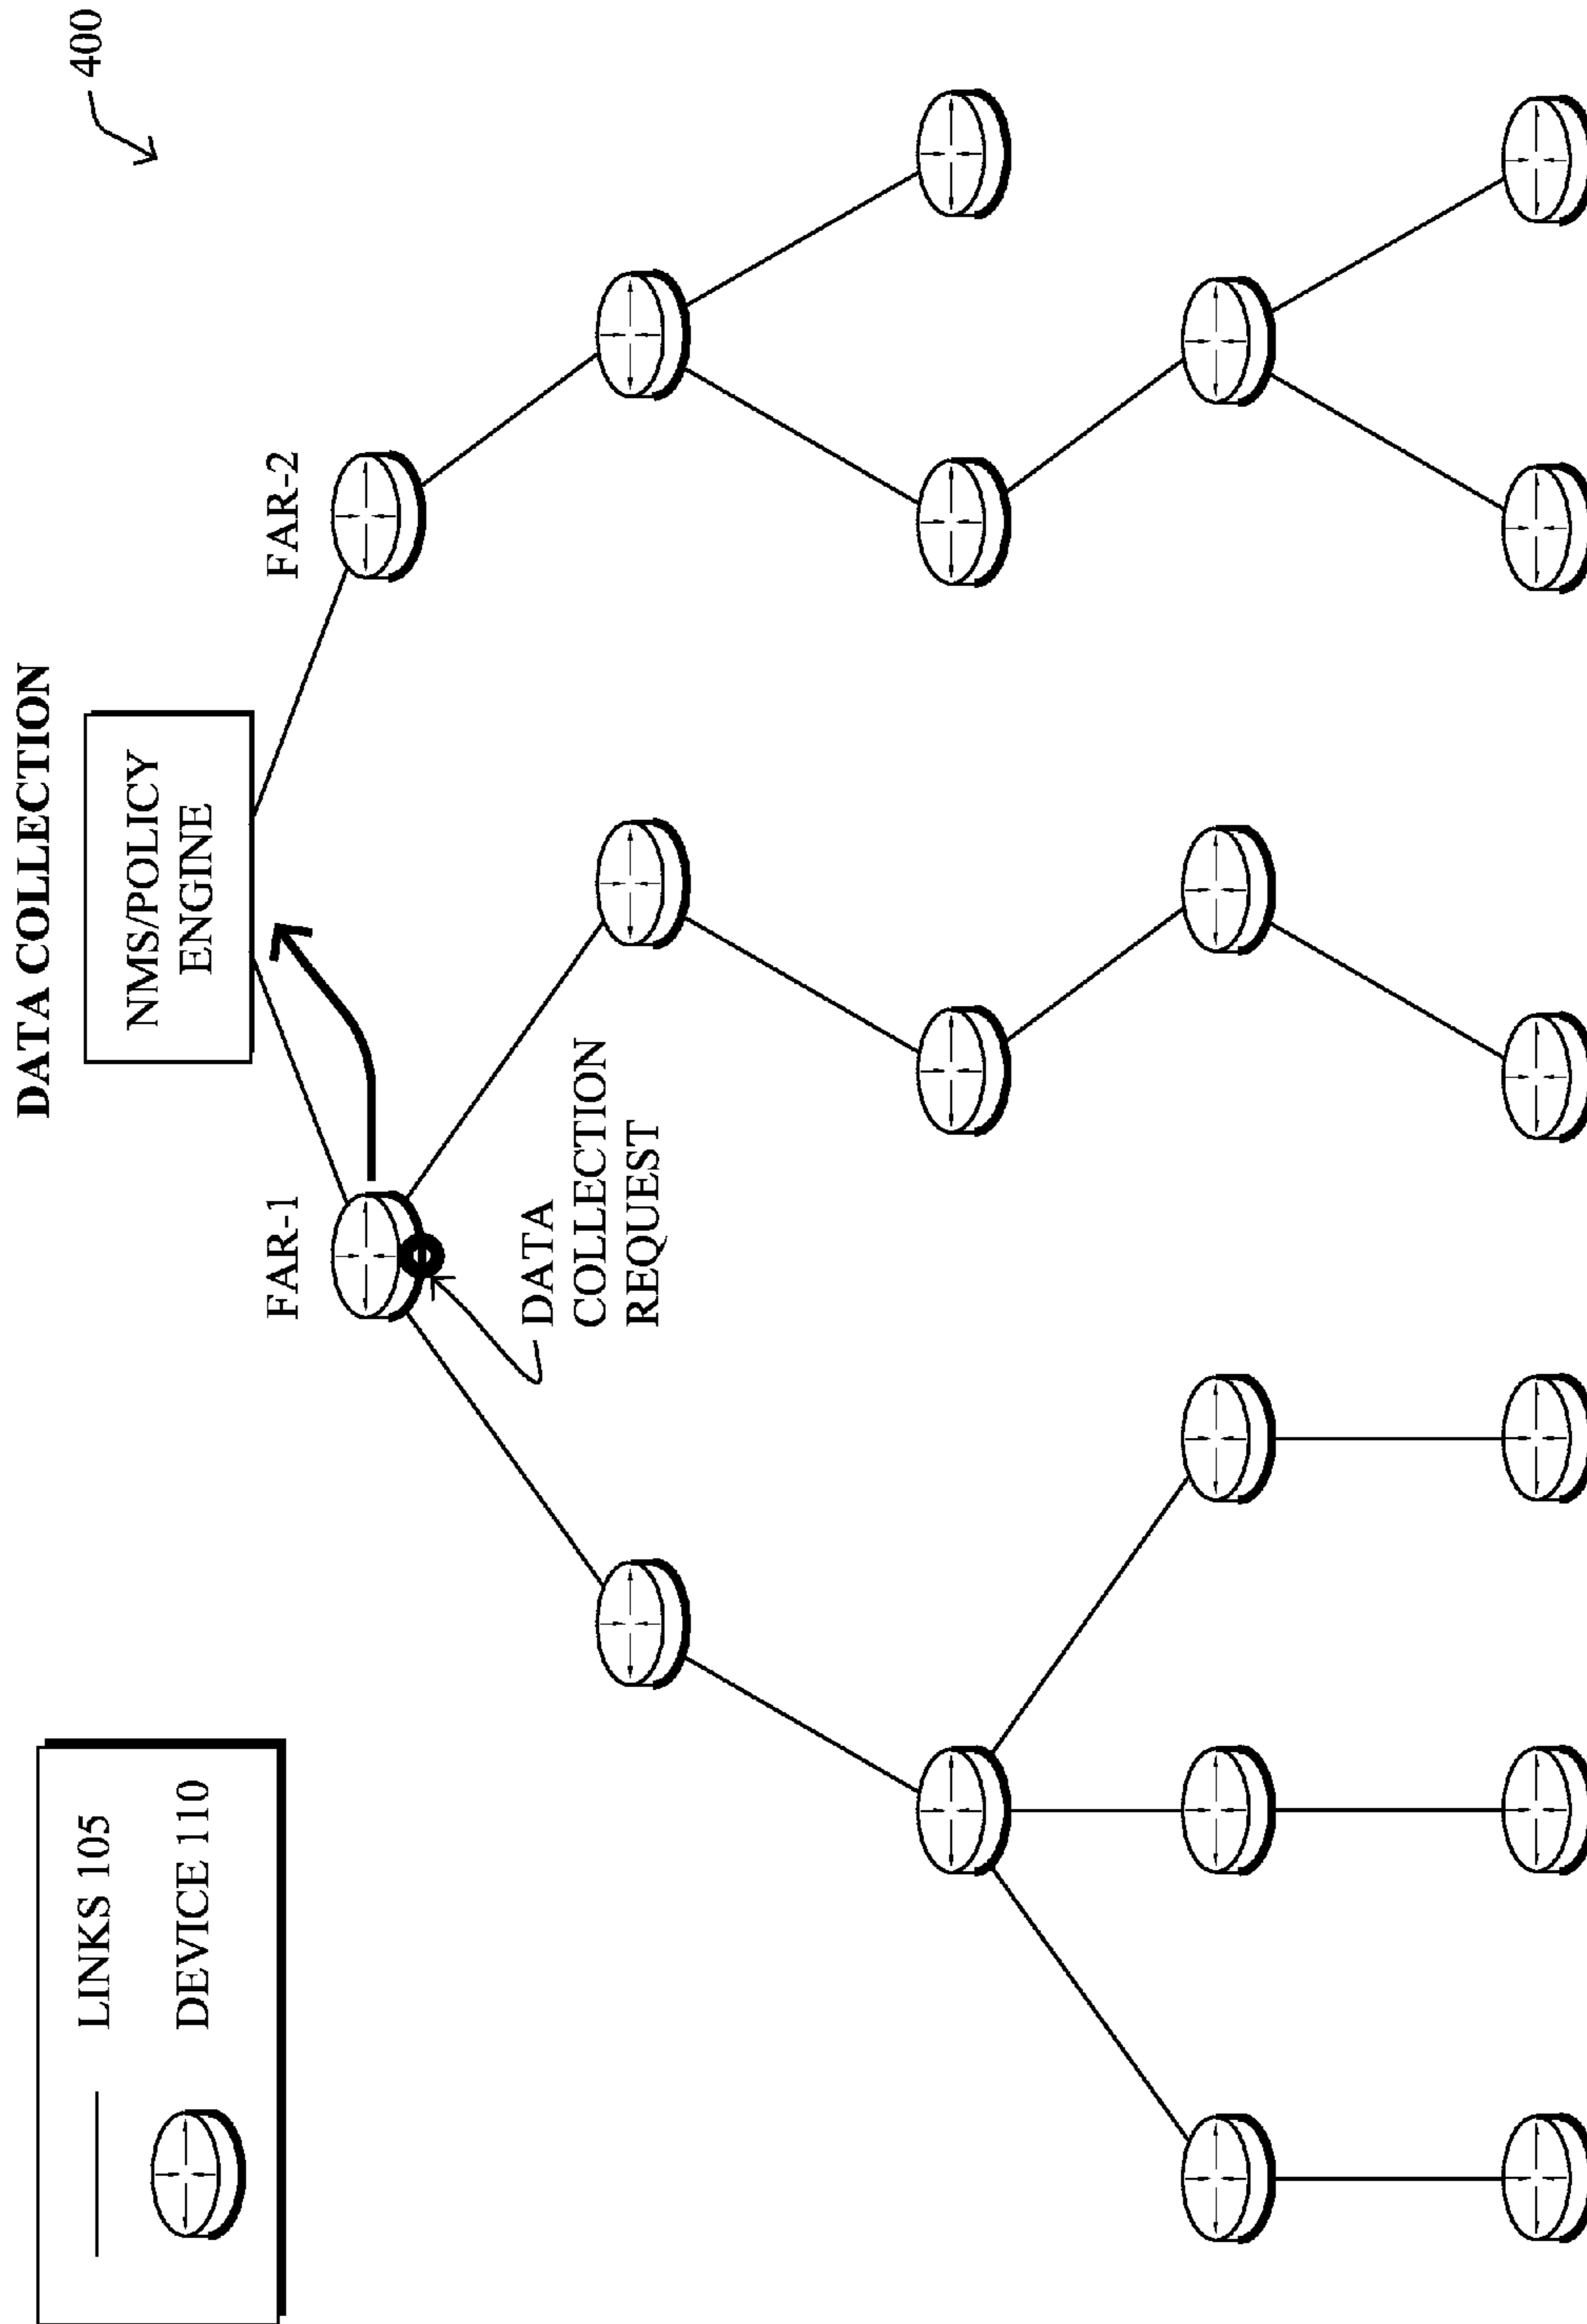 DATA COLLECTION
400
LINKS 105
DEVICE 110
NMS/POLICY
ENGINE
FAR-1
FAR-2
DATA
COLLECTION
REQUEST